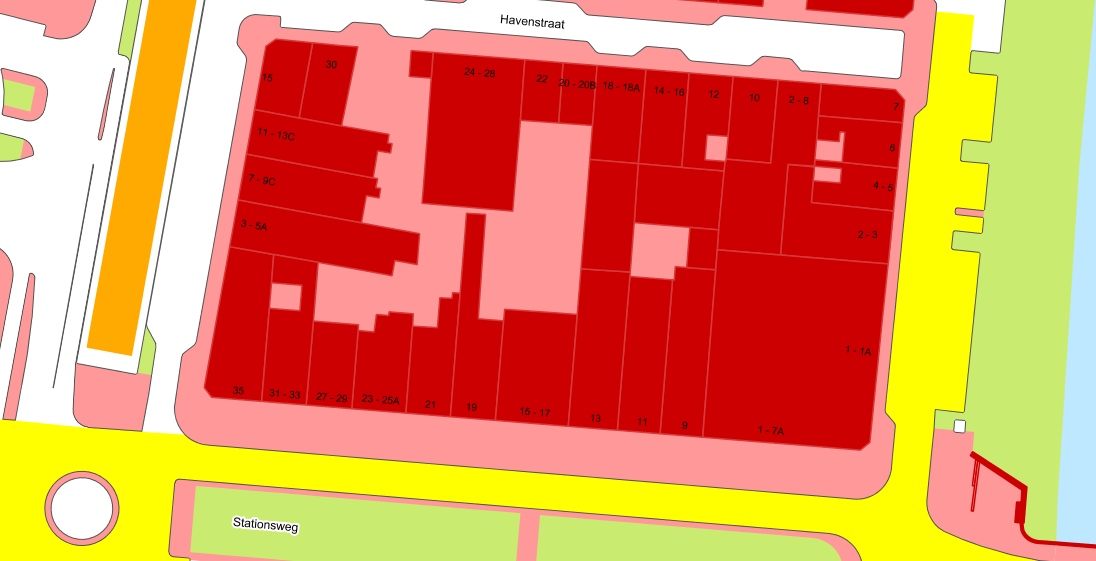 Havenstraat
30
15
24 - 28
22
20 - 20B
18 - 18A
14 - 16
12
10
2 - 8
7
11 - 13C
6
7 - 9C
4 - 5
3 - 5A
2 - 3
1 - 1A
35
31 - 33
27 - 29
23 - 25A
21
19
15 - 17
13
11
9
1 - 7A
Stationsweg